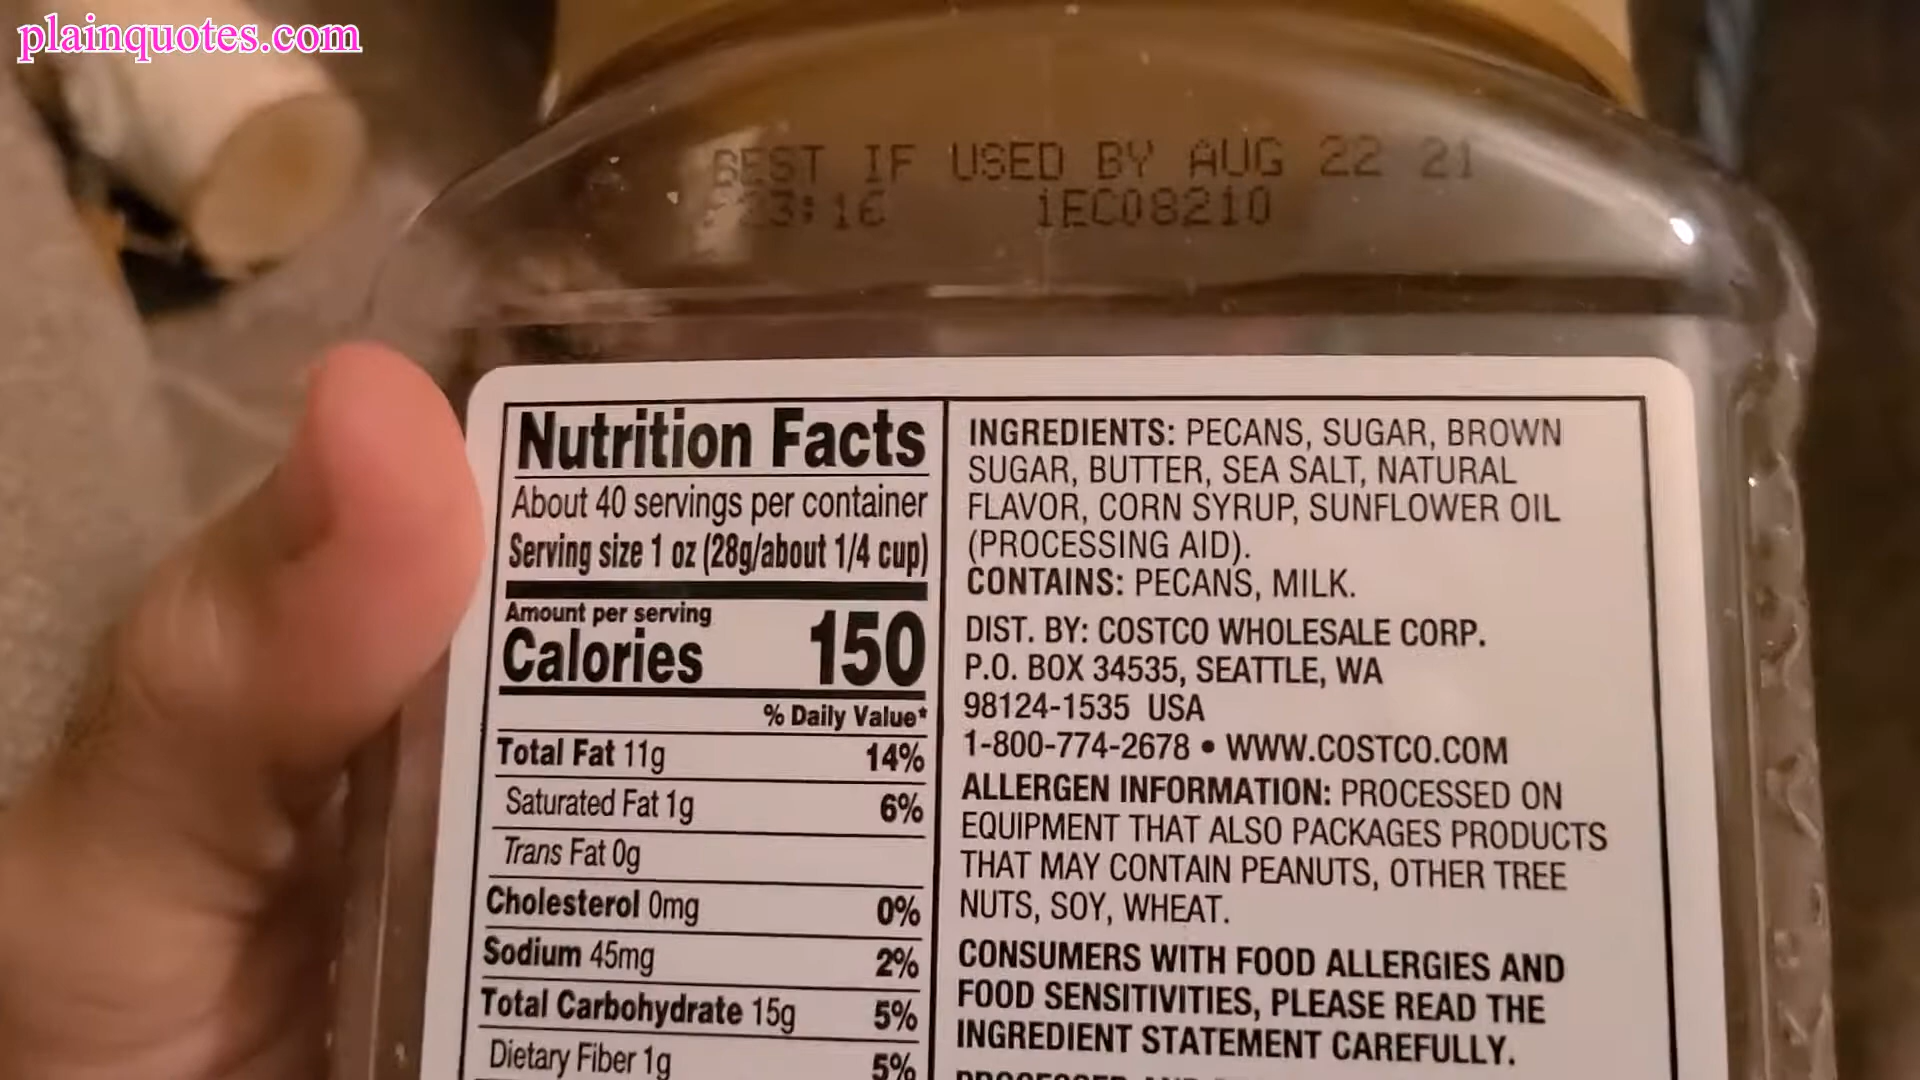 plainquotes.com
BEST IF USED BY AUG 22 21
23:16 1EC08210
Nutrition Facts
About 40 servings per container
Serving size 1 oz (28g/about 1/4 cup)
Amount per serving
Calories 150
% Daily Value*
Total Fat 11g 14%
Saturated Fat 1g 6%
Trans Fat 0g
Cholesterol 0mg 0%
Sodium 45mg 2%
Total Carbohydrate 15g 5%
Dietary Fiber 1g 5%
INGREDIENTS: PECANS, SUGAR, BROWN
SUGAR, BUTTER, SEA SALT, NATURAL
FLAVOR, CORN SYRUP, SUNFLOWER OIL
(PROCESSING AID).
CONTAINS: PECANS, MILK.
DIST. BY: COSTCO WHOLESALE CORP.
P.O. BOX 34535, SEATTLE, WA
98124-1535 USA
1-800-774-2678 • WWW.COSTCO.COM
ALLERGEN INFORMATION: PROCESSED ON
EQUIPMENT THAT ALSO PACKAGES PRODUCTS
THAT MAY CONTAIN PEANUTS, OTHER TREE
NUTS, SOY, WHEAT.
CONSUMERS WITH FOOD ALLERGIES AND
FOOD SENSITIVITIES, PLEASE READ THE
INGREDIENT STATEMENT CAREFULLY.